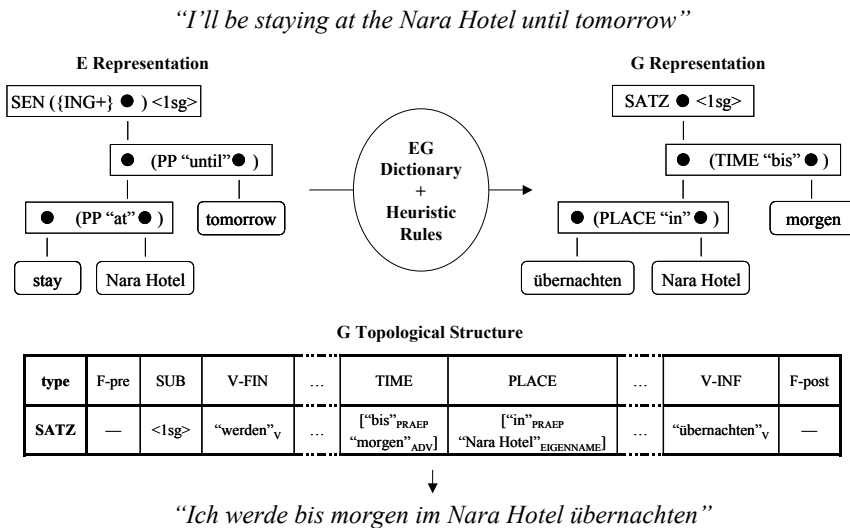 “I’ll be staying at the Nara Hotel until tomorrow”
E Representation
SEN ({ING+} ● ) <1sg>
● (PP “until” ● )
● (PP “at” ● )
tomorrow
stay
Nara Hotel
EG
Dictionary
+
Heuristic
Rules
G Representation
SATZ ● <1sg>
● (TIME “bis” ● )
● (PLACE “in” ● )
morgen
übernachten
Nara Hotel
G Topological Structure
type F-pre SUB V-FIN ... TIME PLACE ... V-INF F-post
SATZ — <1sg> “werden”V ... [“bis”PRAEP “morgen”ADV] [“in”PRAEP “Nara Hotel”EIGENNAME] ... “übernachten”V —
“Ich werde bis morgen im Nara Hotel übernachten”